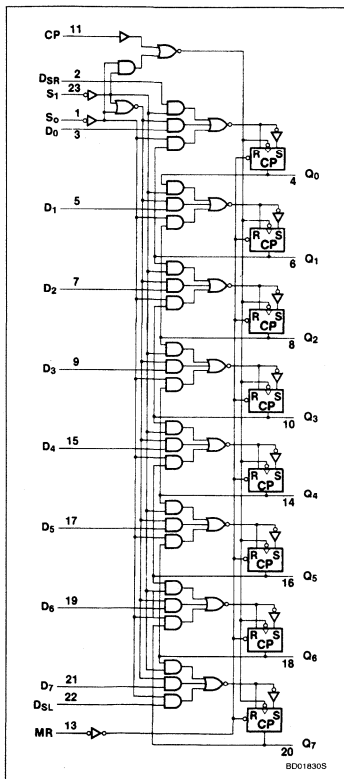 CP 11
DSR 2
S1 23
S0 1
D0 3
R S
CP
4 Q0
D1 5
R S
CP
6 Q1
D2 7
R S
CP
8 Q2
D3 9
R S
CP
10 Q3
D4 15
R S
CP
14 Q4
D5 17
R S
CP
16 Q5
D6 19
R S
CP
18 Q6
D7 21
DSL 22
R S
CP
MR 13
20 Q7
BD01830S